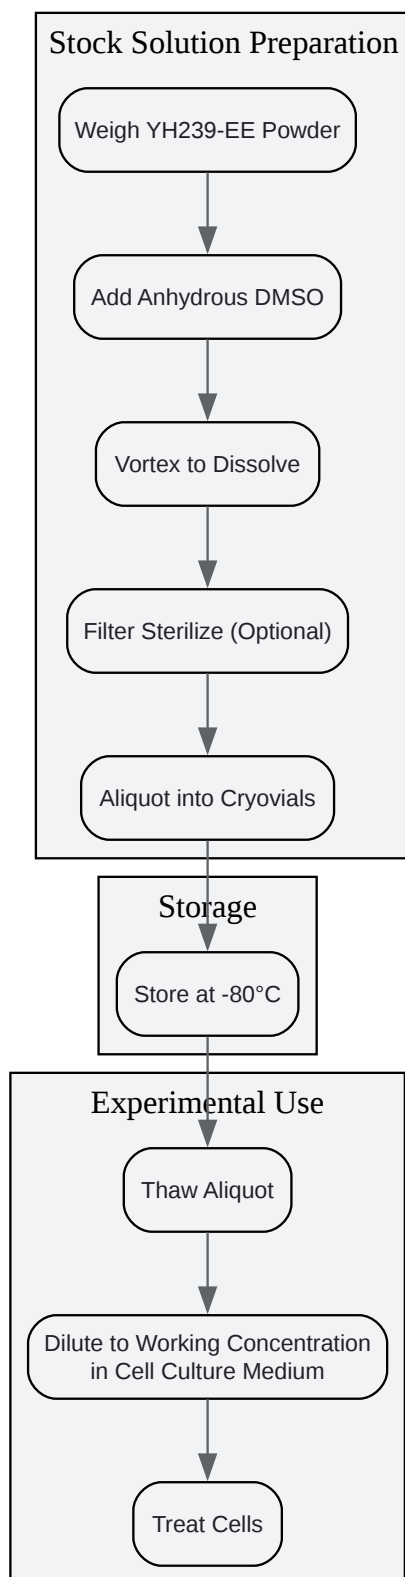 Stock Solution Preparation
Weigh YH239-EE Powder
Add Anhydrous DMSO
Vortex to Dissolve
Filter Sterilize (Optional)
Aliquot into Cryovials
Storage
Store at -80°C
Experimental Use
Thaw Aliquot
Dilute to Working Concentration
in Cell Culture Medium
Treat Cells